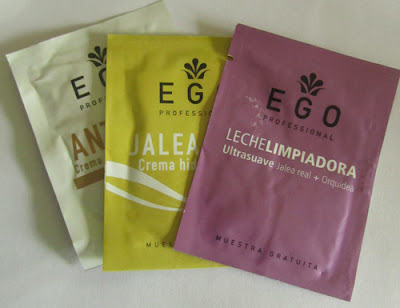 EGO
PROFESSIONAL
ANT
Crema
EGO
PROFESSIONAL
JALEA
Crema hi
MUESTRA
EGO
PROFESSIONAL
LECHELIMPIADORA
Ultrasuave Jalea real + Orquídea
MUESTRA GRATUITA